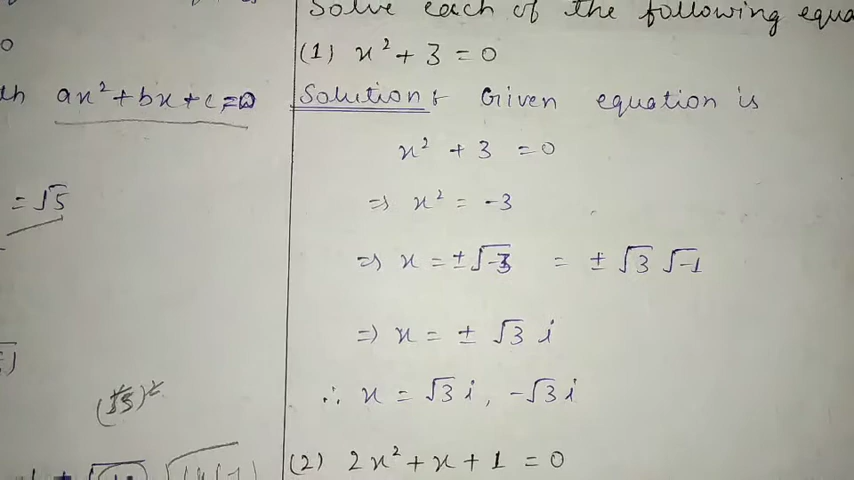 0
ax² + bx + c = 0
= √5
(√5)²
Solve each of the following equa
(1) x² + 3 = 0
Solution: Given equation is
x² + 3 = 0
⇒ x² = -3
⇒ x = ±√-3 = ± √3 √-1
⇒ x = ± √3 i
∴ x = √3 i, -√3 i
(2) 2x² + x + 1 = 0